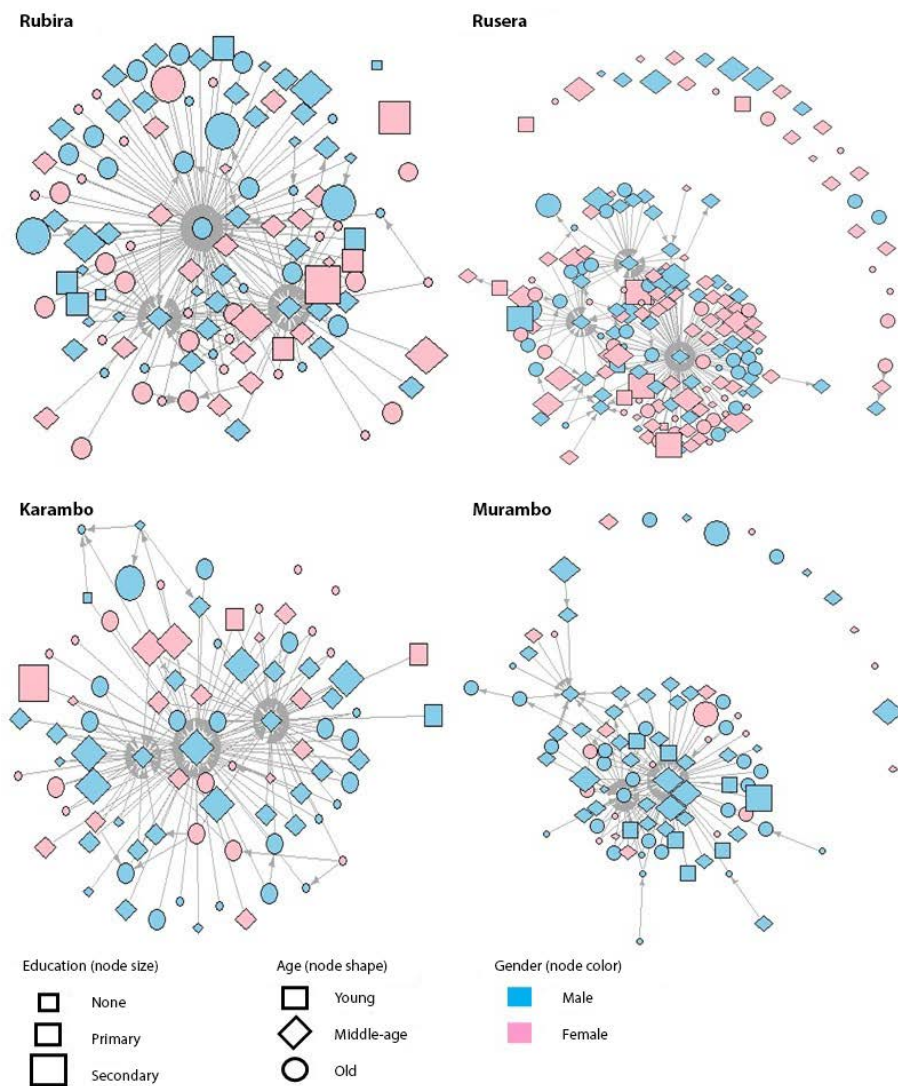 Rubira
Rusera
Karambo
Murambo
Education (node size)
None
Primary
Secondary
Age (node shape)
Young
Middle-age
Old
Gender (node color)
Male
Female